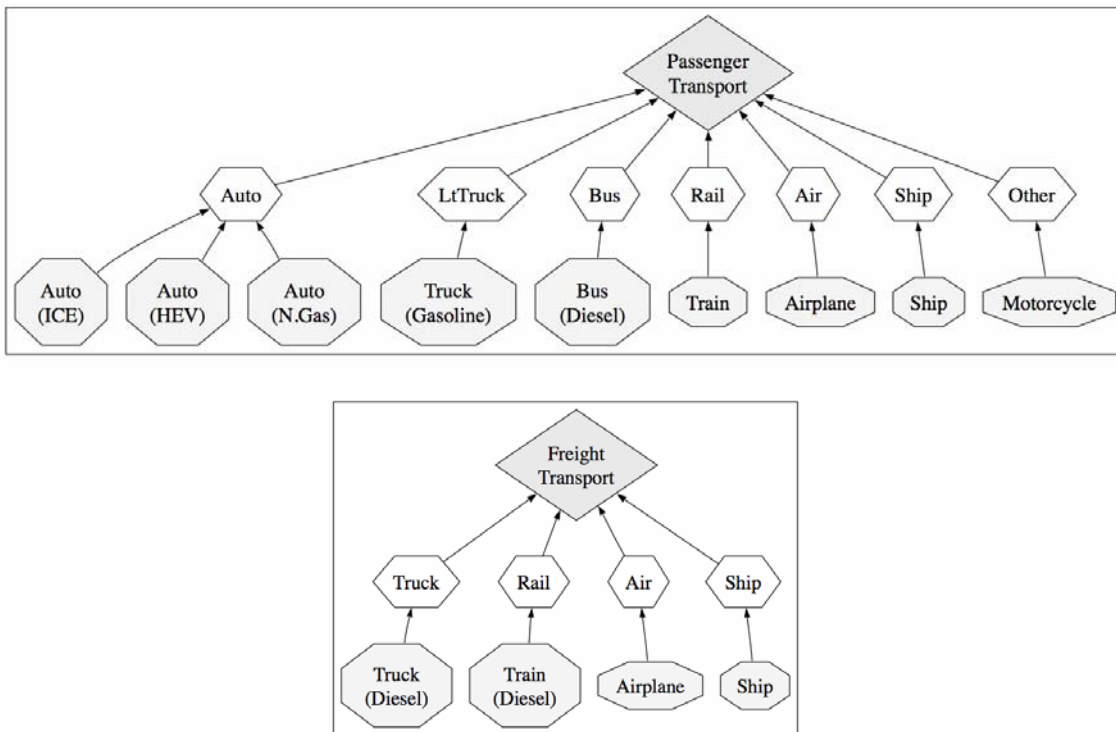 Passenger
Transport
Auto
LtTruck
Bus
Rail
Air
Ship
Other
Auto
(ICE)
Auto
(HEV)
Auto
(N.Gas)
Truck
(Gasoline)
Bus
(Diesel)
Train
Airplane
Ship
Motorcycle
Freight
Transport
Truck
Rail
Air
Ship
Truck
(Diesel)
Train
(Diesel)
Airplane
Ship